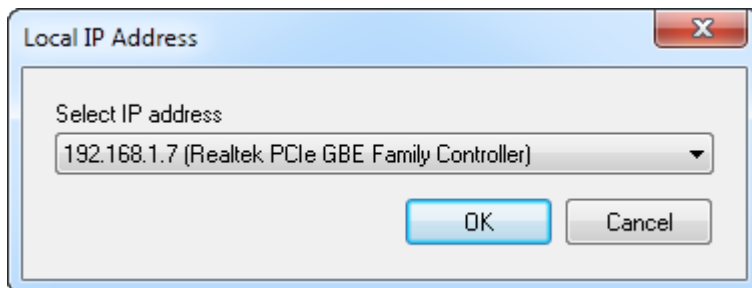 Local IP Address
Select IP address
192.168.1.7 (Realtek PCIe GBE Family Controller)
OK
Cancel